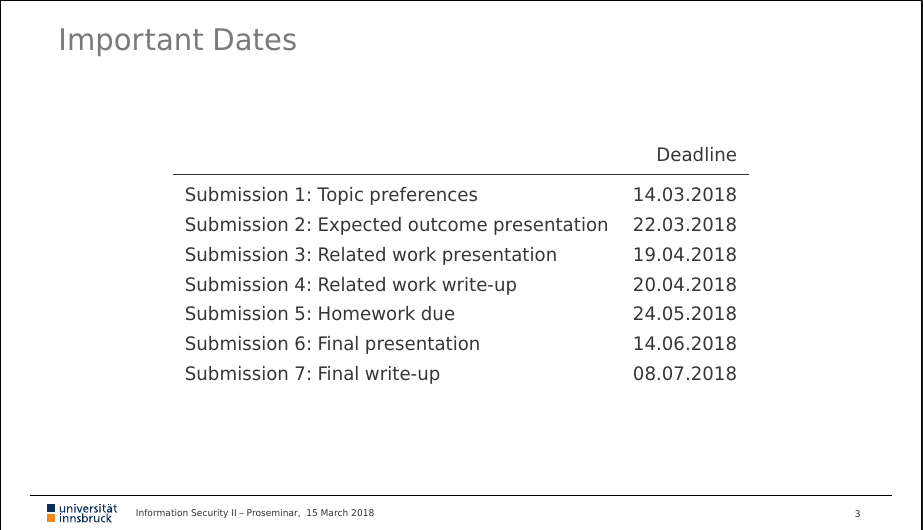 Important Dates
Deadline
Submission 1: Topic preferences 14.03.2018
Submission 2: Expected outcome presentation 22.03.2018
Submission 3: Related work presentation 19.04.2018
Submission 4: Related work write-up 20.04.2018
Submission 5: Homework due 24.05.2018
Submission 6: Final presentation 14.06.2018
Submission 7: Final write-up 08.07.2018
universität
innsbruck
Information Security II – Proseminar, 15 March 2018
3